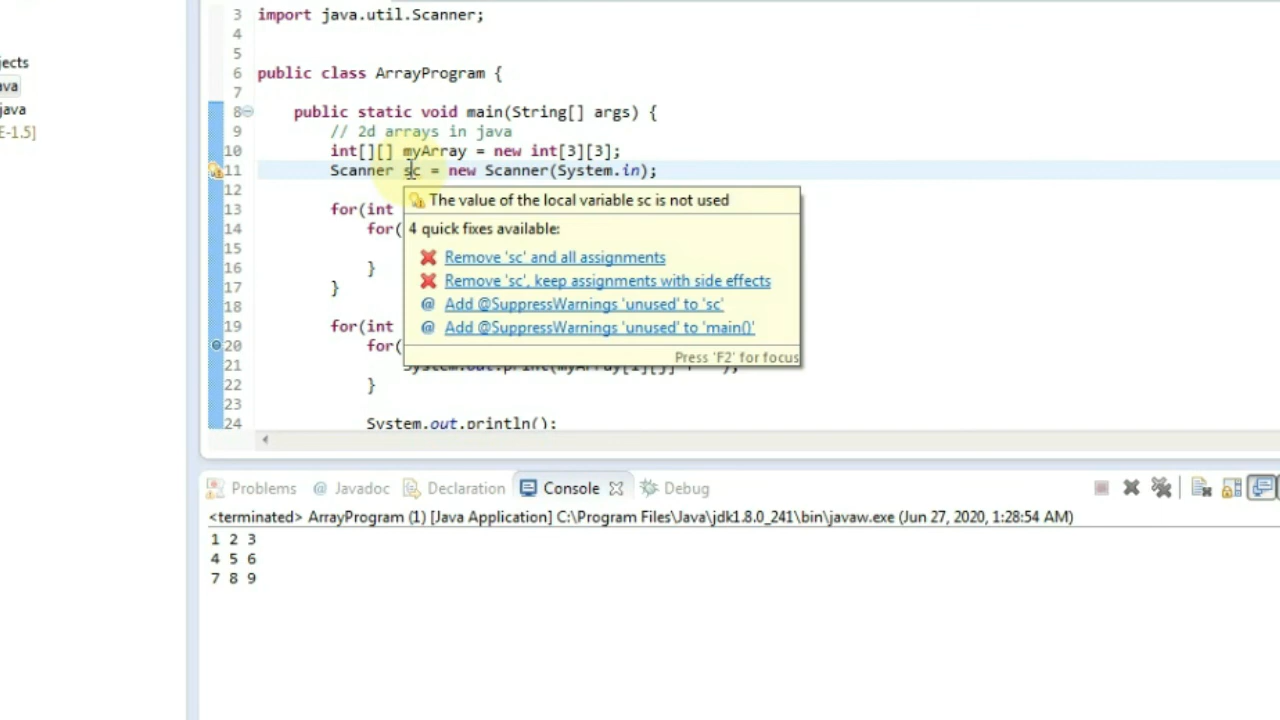 3 import java.util.Scanner;
4
5
6 public class ArrayProgram {
7
8 public static void main(String[] args) {
9 // 2d arrays in java
10 int[][] myArray = new int[3][3];
11 Scanner sc = new Scanner(System.in);
12
13 for(int
14 for(
15
16 }
17 }
18
19 for(int
20 for(
21
22 }
23
24 System.out.println();
jects
ava
java
E-1.5]
The value of the local variable sc is not used
4 quick fixes available:
Remove 'sc' and all assignments
Remove 'sc', keep assignments with side effects
@ Add @SuppressWarnings 'unused' to 'sc'
@ Add @SuppressWarnings 'unused' to 'main()'
Press 'F2' for focus
Problems @ Javadoc Declaration Console Debug
<terminated> ArrayProgram (1) [Java Application] C:\Program Files\Java\jdk1.8.0_241\bin\javaw.exe (Jun 27, 2020, 1:28:54 AM)
1 2 3
4 5 6
7 8 9